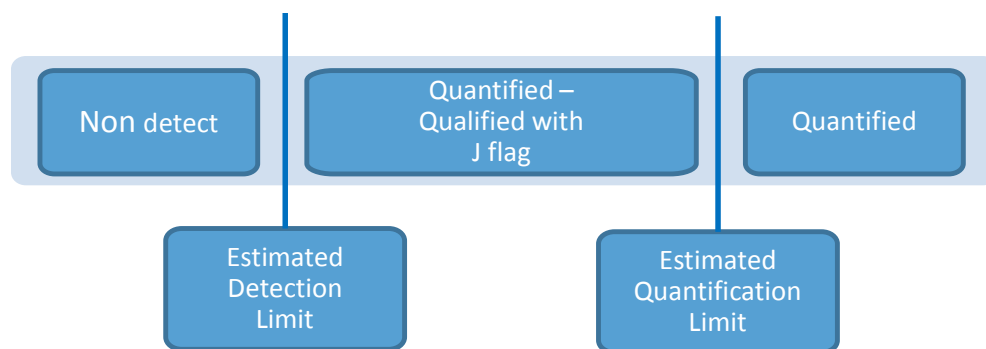 Non detect
Quantified –
Qualified with
J flag
Quantified
Estimated
Detection
Limit
Estimated
Quantification
Limit